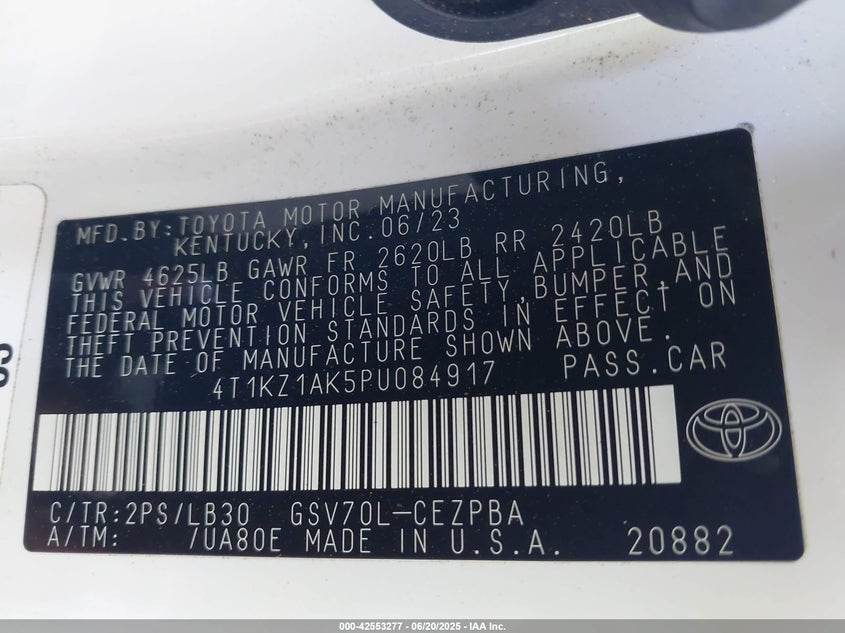 MFD.BY:TOYOTA MOTOR MANUFACTURING,
KENTUCKY,INC.06/23
GVWR 4625LB GAWR FR 2620LB RR 2420LB
THIS VEHICLE CONFORMS TO ALL APPLICABLE
FEDERAL MOTOR VEHICLE SAFETY,BUMPER,AND
THEFT PREVENTION STANDARDS IN EFFECT ON
THE DATE OF MANUFACTURE SHOWN ABOVE.
4T1KZ1AK5PU084917 PASS.CAR
C/TR:2PS/LB30 GSV70L-CEZPBA
A/TM: /UA80E MADE IN U.S.A. 20882
000-42553277 - 06/20/2025 - IAA Inc.